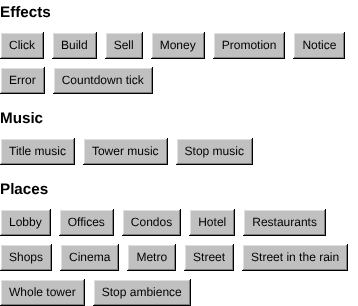 Effects
Click Build Sell Money Promotion Notice
Error Countdown tick
Music
Title music Tower music Stop music
Places
Lobby Offices Condos Hotel Restaurants
Shops Cinema Metro Street Street in the rain
Whole tower Stop ambience